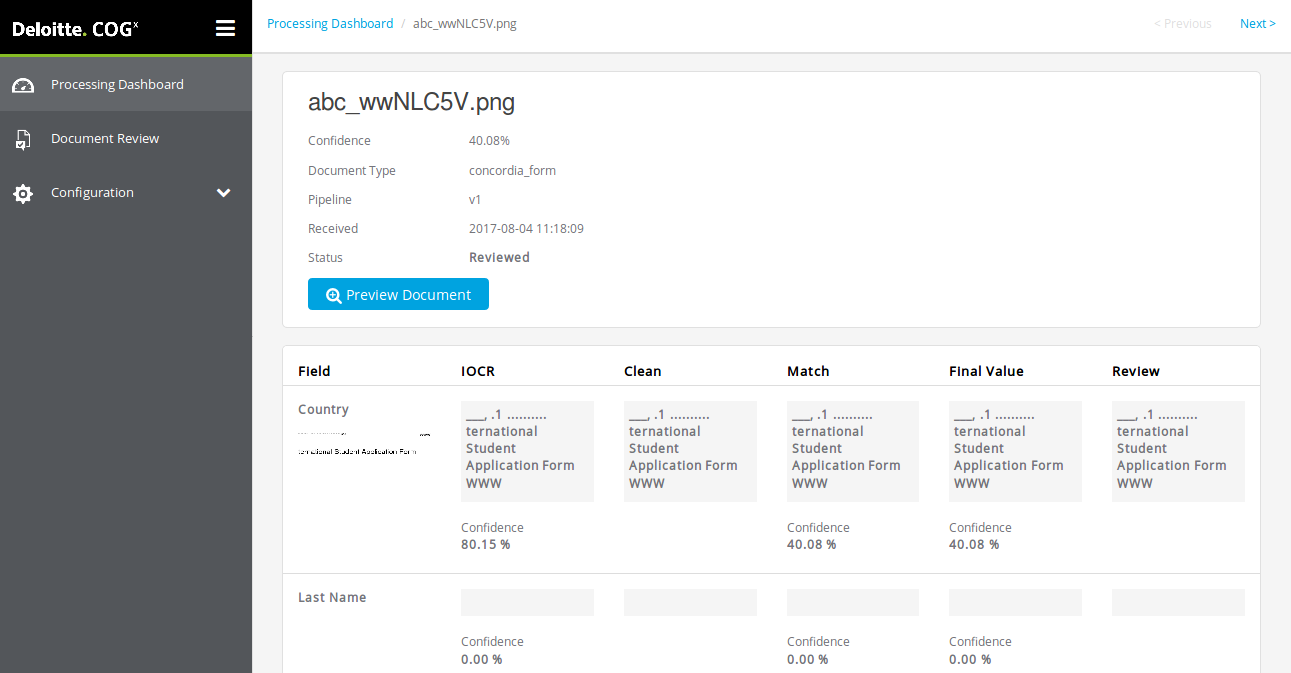 Deloitte. COGx
Processing Dashboard / abc_wwNLC5V.png
< Previous Next >
Processing Dashboard
Document Review
Configuration
abc_wwNLC5V.png
Confidence 40.08%
Document Type concordia_form
Pipeline v1
Received 2017-08-04 11:18:09
Status Reviewed
Preview Document
Field IOCR Clean Match Final Value Review
Country
ternational Student Application Form
___, .1 ..........
ternational
Student
Application Form
WWW
Confidence
80.15 %
___, .1 ..........
ternational
Student
Application Form
WWW
___, .1 ..........
ternational
Student
Application Form
WWW
Confidence
40.08 %
___, .1 ..........
ternational
Student
Application Form
WWW
Confidence
40.08 %
___, .1 ..........
ternational
Student
Application Form
WWW
Last Name
Confidence
0.00 %
Confidence
0.00 %
Confidence
0.00 %